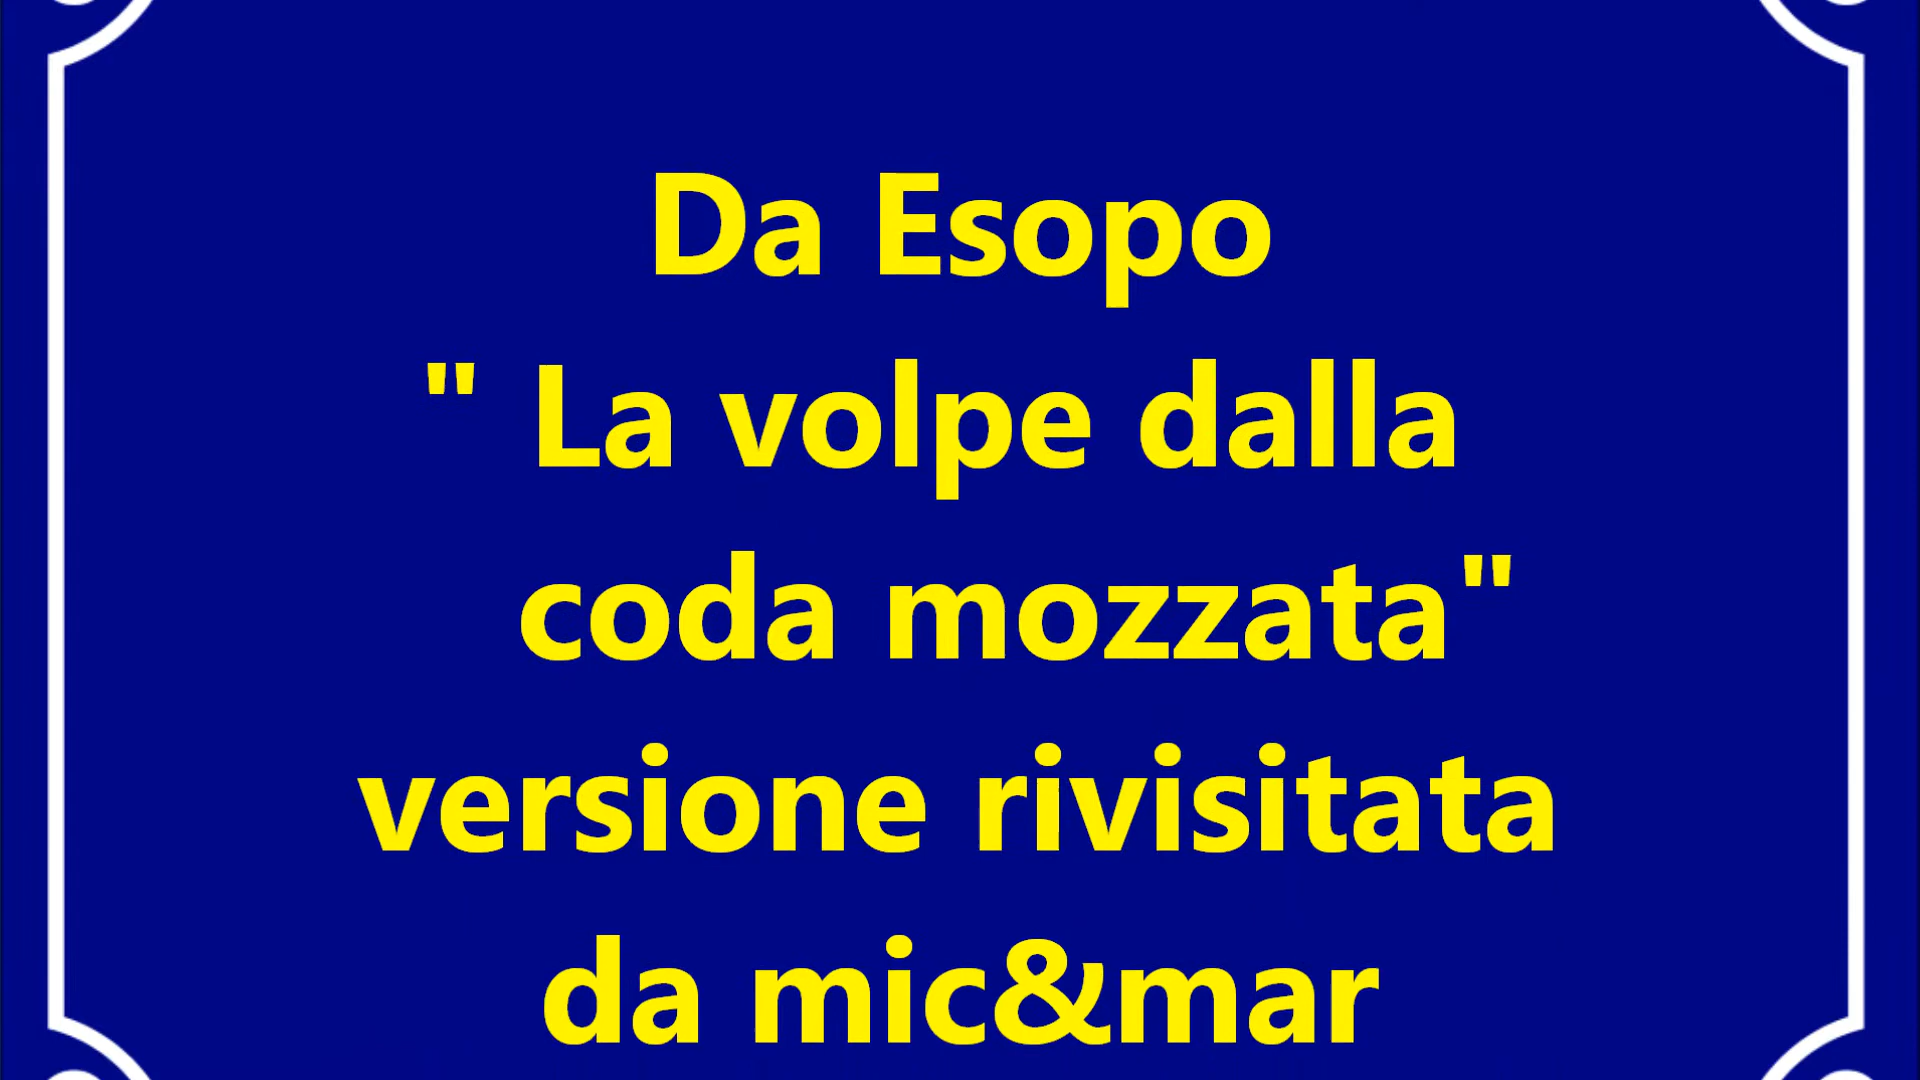 Da Esopo
" La volpe dalla
coda mozzata"
versione rivisitata
da mic&mar